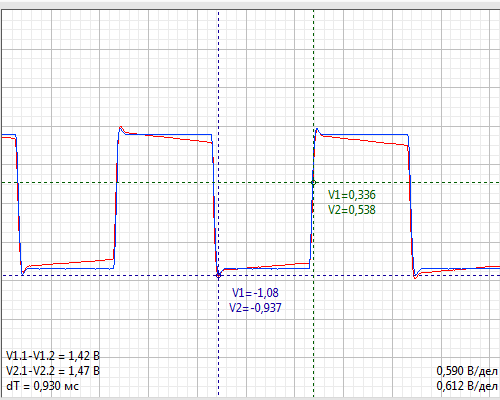 V1=0,336
V2=0,538
V1=-1,08
V2=-0,937
V1.1-V1.2 = 1,42 В
V2.1-V2.2 = 1,47 В
dT = 0,930 мс
0,590 В/дел
0,612 В/дел